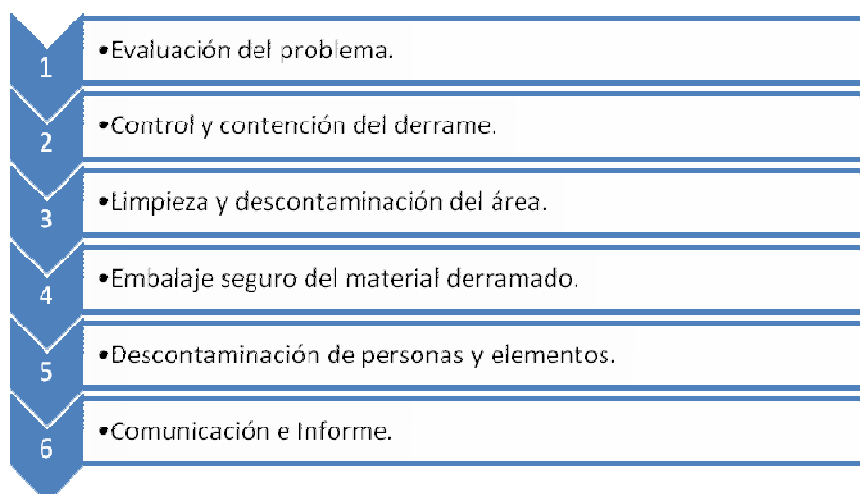 1 •Evaluación del problema.
2 •Control y contención del derrame.
3 •Limpieza y descontaminación del área.
4 •Embalaje seguro del material derramado.
5 •Descontaminación de personas y elementos.
6 •Comunicación e Informe.